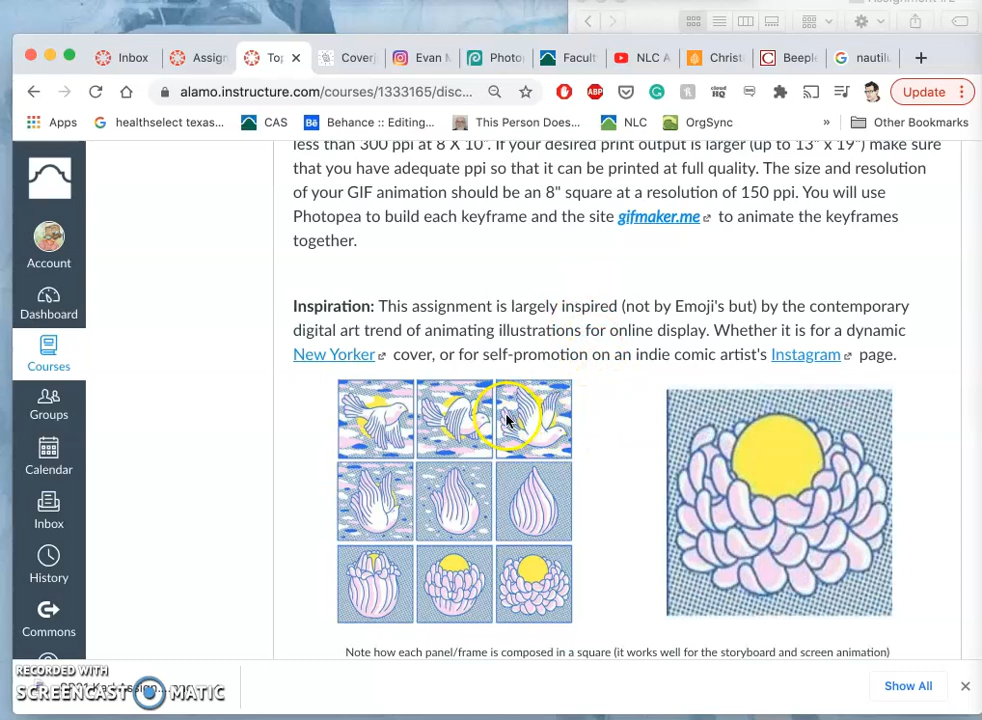 Assignment #2
Inbox
Assign
Top
Coverj
Evan M
Photo
Facult
NLC A
Christ
Beeple
nautilu
alamo.instructure.com/courses/1333165/disc...
ABP
cloud
HQ
Update
Apps
healthselect texas...
CAS
Behance :: Editing...
This Person Does...
NLC
OrgSync
»
Other Bookmarks
Account
Dashboard
Courses
Groups
Calendar
Inbox
History
Commons
less than 300 ppi at 8 X 10". If your desired print output is larger (up to 13" x 19") make sure
that you have adequate ppi so that it can be printed at full quality. The size and resolution
of your GIF animation should be an 8" square at a resolution of 150 ppi. You will use
Photopea to build each keyframe and the site gifmaker.me to animate the keyframes
together.
Inspiration: This assignment is largely inspired (not by Emoji's but) by the contemporary
digital art trend of animating illustrations for online display. Whether it is for a dynamic
New Yorker cover, or for self-promotion on an indie comic artist's Instagram page.
Note how each panel/frame is composed in a square (it works well for the storyboard and screen animation)
RECORDED WITH
SCREENCAST MATIC
Show All